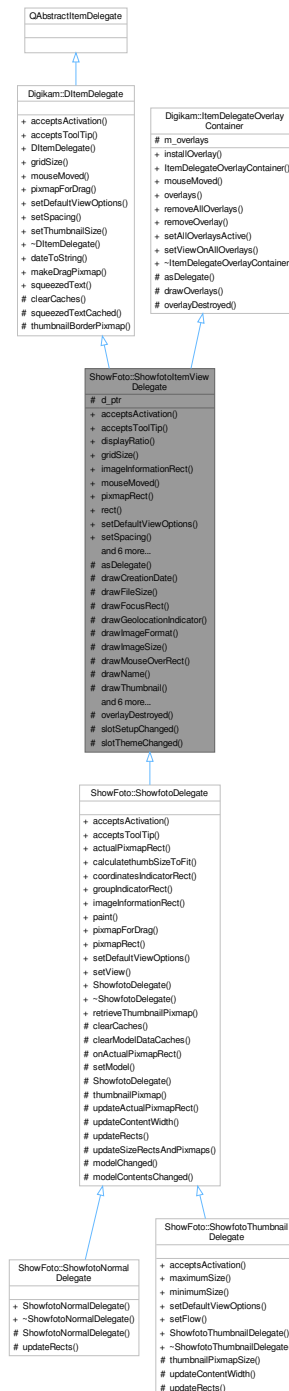 QAbstractItemDelegate
Digikam::DItemDelegate
+ acceptsActivation()
+ acceptsToolTip()
+ DItemDelegate()
+ gridSize()
+ mouseMoved()
+ pixmapForDrag()
+ setDefaultViewOptions()
+ setSpacing()
+ setThumbnailSize()
+ ~DItemDelegate()
+ dateToString()
+ makeDragPixmap()
+ squeezedText()
# clearCaches()
# squeezedTextCached()
# thumbnailBorderPixmap()
Digikam::ItemDelegateOverlay
Container
# m_overlays
+ installOverlay()
+ ItemDelegateOverlayContainer()
+ mouseMoved()
+ overlays()
+ removeAllOverlays()
+ removeOverlay()
+ setAllOverlaysActive()
+ setViewOnAllOverlays()
+ ~ItemDelegateOverlayContainer
# asDelegate()
# drawOverlays()
# overlayDestroyed()
ShowFoto::ShowfotoItemView
Delegate
# d_ptr
+ acceptsActivation()
+ acceptsToolTip()
+ displayRatio()
+ gridSize()
+ imageInformationRect()
+ mouseMoved()
+ pixmapRect()
+ rect()
+ setDefaultViewOptions()
+ setSpacing()
and 6 more...
# asDelegate()
# drawCreationDate()
# drawFileSize()
# drawFocusRect()
# drawGeolocationIndicator()
# drawImageFormat()
# drawImageSize()
# drawMouseOverRect()
# drawName()
# drawThumbnail()
and 6 more...
# overlayDestroyed()
# slotSetupChanged()
# slotThemeChanged()
ShowFoto::ShowfotoDelegate
+ acceptsActivation()
+ acceptsToolTip()
+ actualPixmapRect()
+ calculatethumbSizeToFit()
+ coordinatesIndicatorRect()
+ groupIndicatorRect()
+ imageInformationRect()
+ paint()
+ pixmapForDrag()
+ pixmapRect()
+ setDefaultViewOptions()
+ setView()
+ ShowfotoDelegate()
+ ~ShowfotoDelegate()
+ retrieveThumbnailPixmap()
# clearCaches()
# clearModelDataCaches()
# onActualPixmapRect()
# setModel()
# ShowfotoDelegate()
# thumbnailPixmap()
# updateActualPixmapRect()
# updateContentWidth()
# updateRects()
# updateSizeRectsAndPixmaps()
# modelChanged()
# modelContentsChanged()
ShowFoto::ShowfotoNormal
Delegate
+ ShowfotoNormalDelegate()
+ ~ShowfotoNormalDelegate()
# ShowfotoNormalDelegate()
# updateRects()
ShowFoto::ShowfotoThumbnail
Delegate
+ acceptsActivation()
+ maximumSize()
+ minimumSize()
+ setDefaultViewOptions()
+ setFlow()
+ ShowfotoThumbnailDelegate()
+ ~ShowfotoThumbnailDelegate
# thumbnailPixmapSize()
# updateContentWidth()
# updateRects()